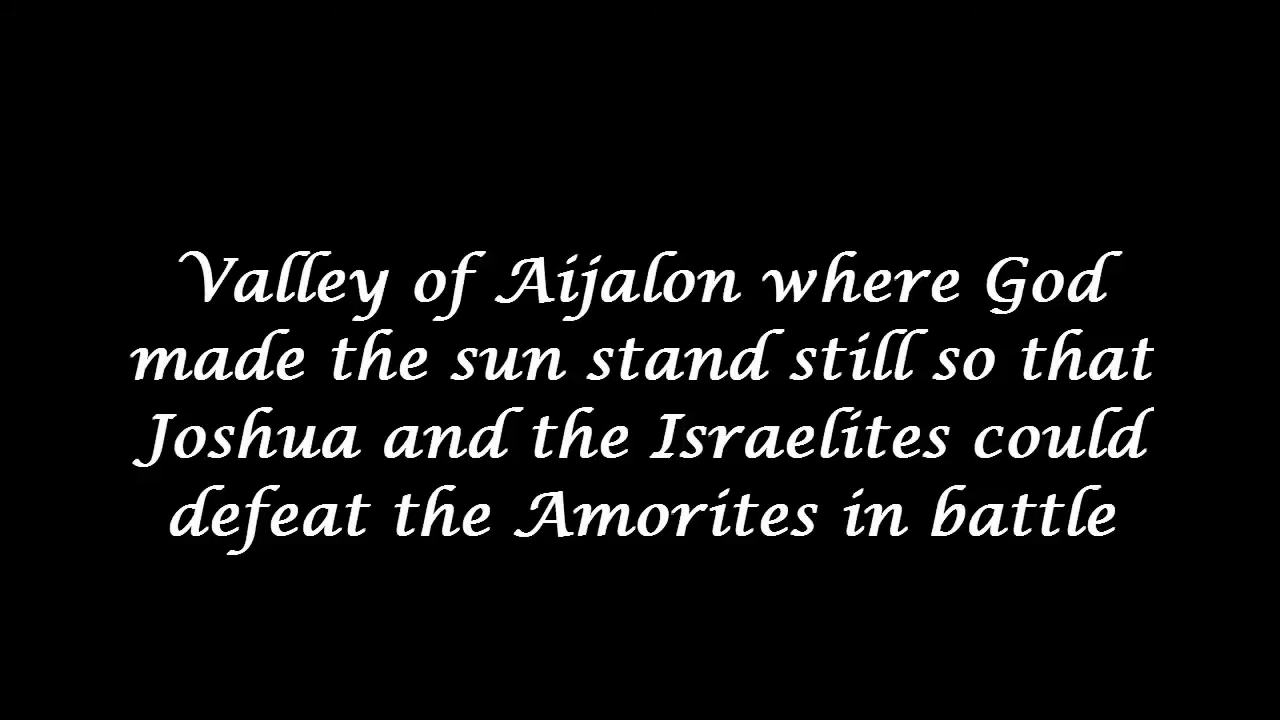 Valley of Aijalon where God
made the sun stand still so that
Joshua and the Israelites could
defeat the Amorites in battle